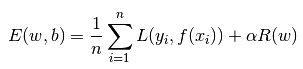 E(w, b) = \frac{1}{n} \sum_{i=1}^{n} L(y_i, f(x_i)) + \alpha R(w)